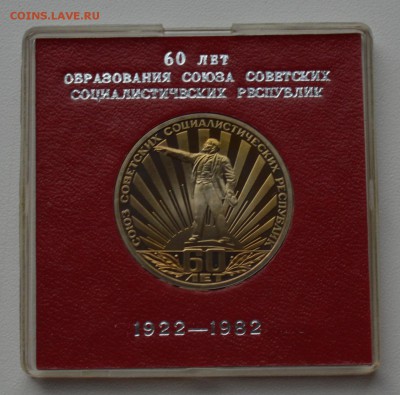 COINS.LAVE.RU
60 ЛЕТ
ОБРАЗОВАНИЯ СОЮЗА СОВЕТСКИХ
СОЦИАЛИСТИЧЕСКИХ РЕСПУБЛИК
СОЮЗ СОВЕТСКИХ СОЦИАЛИСТИЧЕСКИХ РЕСПУБЛИК
60
ЛЕТ
1922—1982